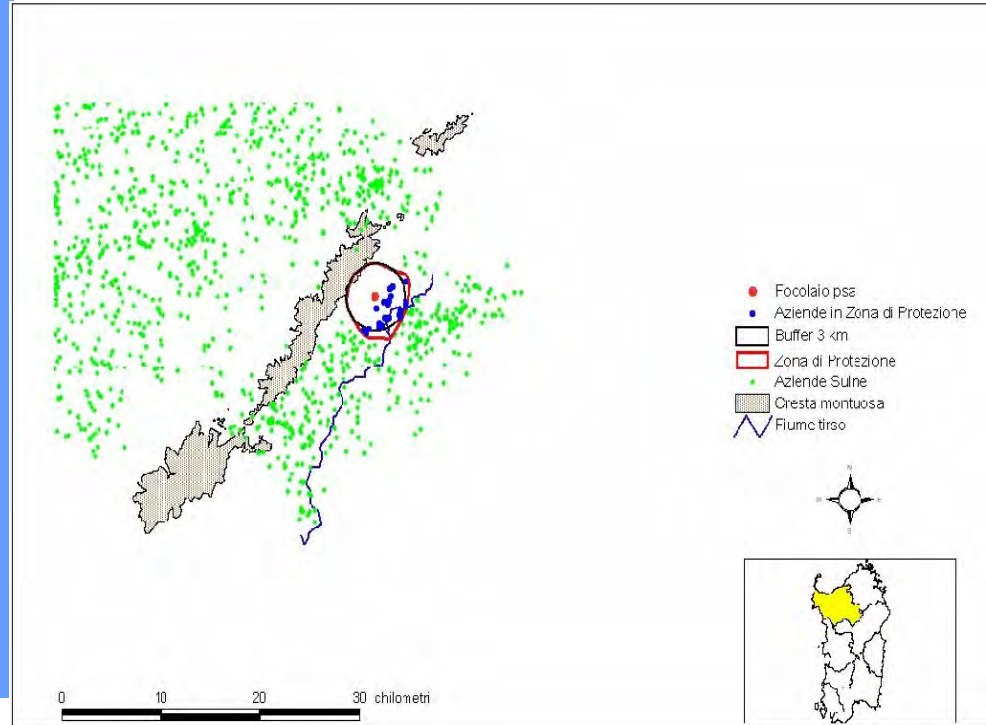 Focolaio psa
Aziende in Zona di Protezione
Buffer 3 km
Zona di Protezione
Aziende Suine
Cresta montuosa
Fiume tirso
N
W
S
0 10 20 30 chilometri